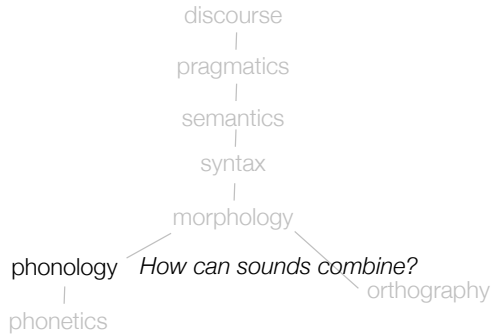 discourse
pragmatics
semantics
syntax
morphology
phonology How can sounds combine?
orthography
phonetics